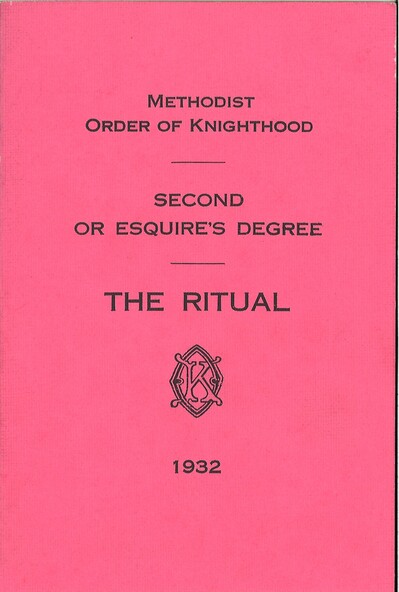 METHODIST
ORDER OF KNIGHTHOOD
SECOND
OR ESQUIRE'S DEGREE
THE RITUAL
1932